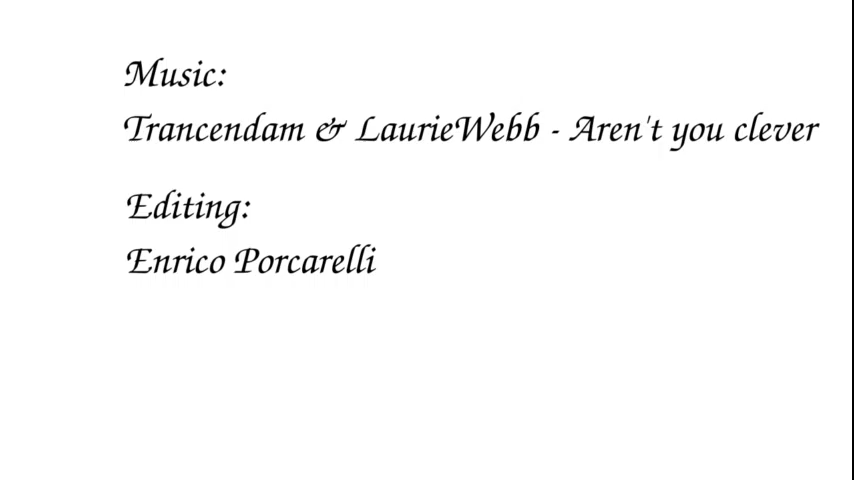 Music:
Trancendam & LaurieWebb - Aren't you clever
Editing:
Enrico Porcarelli